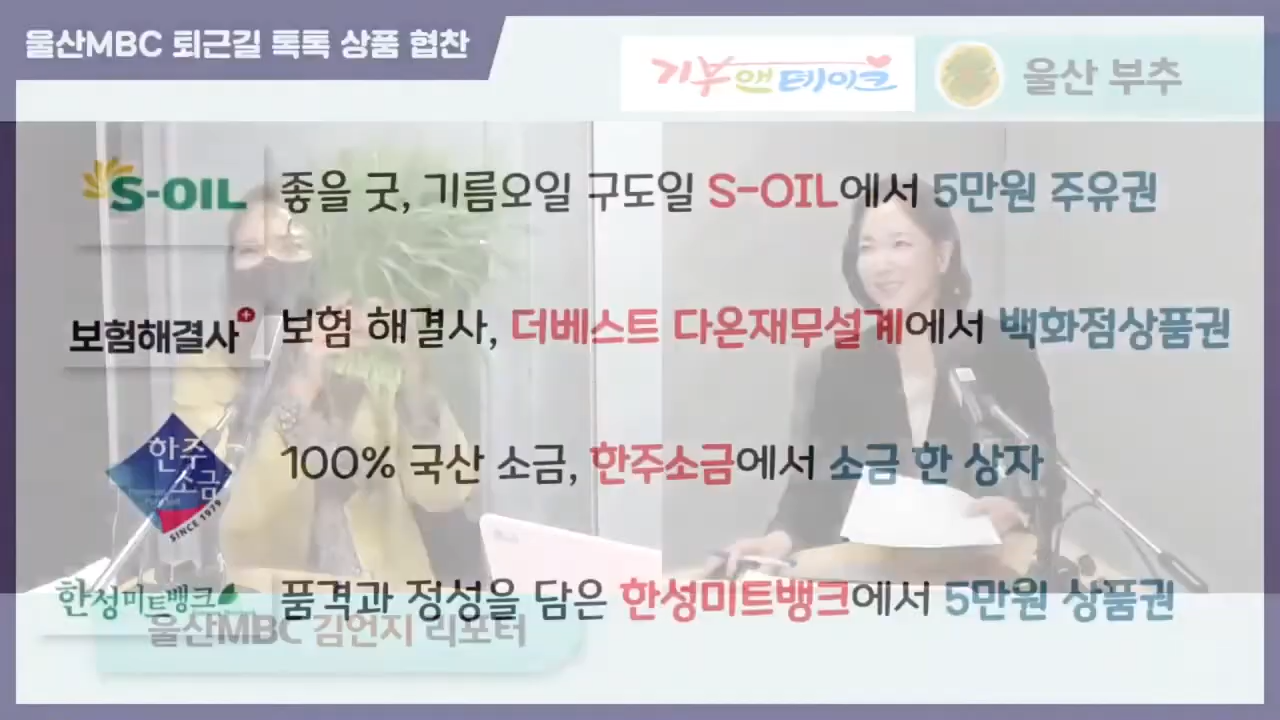 울산MBC 퇴근길 톡톡 상품 협찬
기부 앤 테이크
울산 부추
S-OIL
좋을 굿, 기름오일 구도일 S-OIL에서 5만원 주유권
보험해결사
보험 해결사, 더베스트 다온재무설계에서 백화점상품권
한주
소금
SINCE 1979
100% 국산 소금, 한주소금에서 소금 한 상자
한성미트뱅크
품격과 정성을 담은 한성미트뱅크에서 5만원 상품권
울산MBC 김언지 리포터